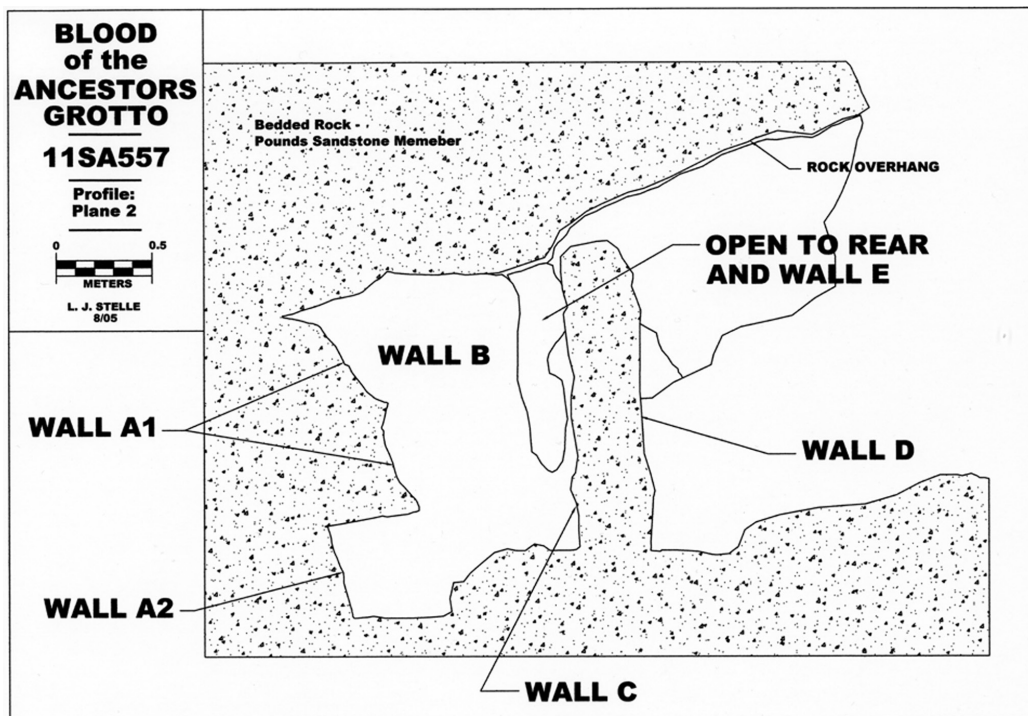 BLOOD
of the
ANCESTORS
GROTTO
11SA557
Profile:
Plane 2
0 0.5
METERS
L. J. STELLE
8/05
Bedded Rock -
Pounds Sandstone Memeber
ROCK OVERHANG
OPEN TO REAR
AND WALL E
WALL B
WALL A1
WALL D
WALL A2
WALL C